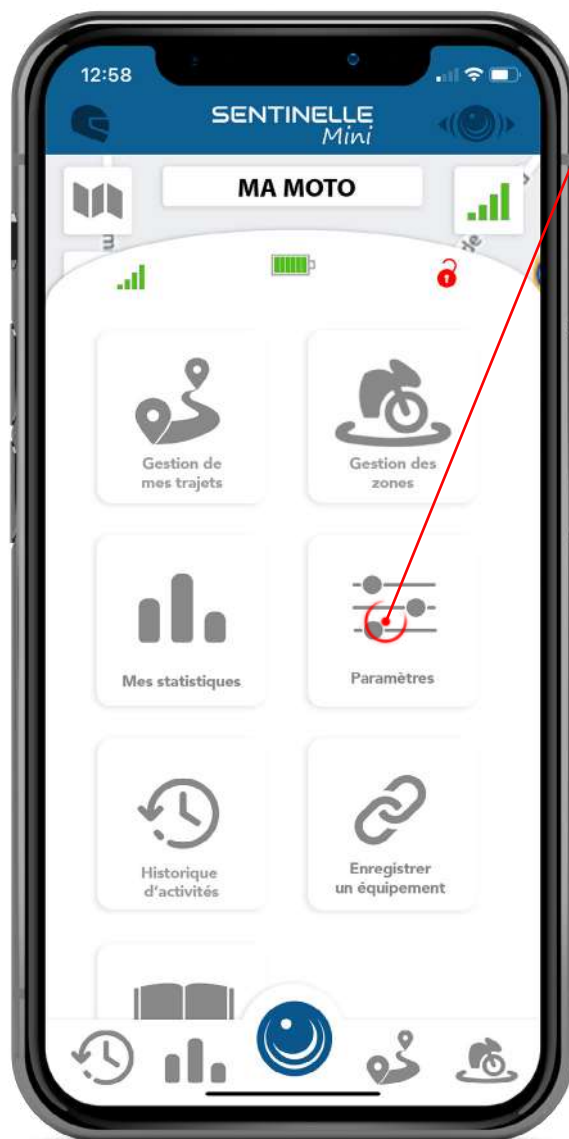 12:58
SENTINELLE
Mini
MA MOTO
Gestion de
mes trajets
Gestion des
zones
Mes statistiques
Paramètres
Historique
d'activités
Enregistrer
un équipement